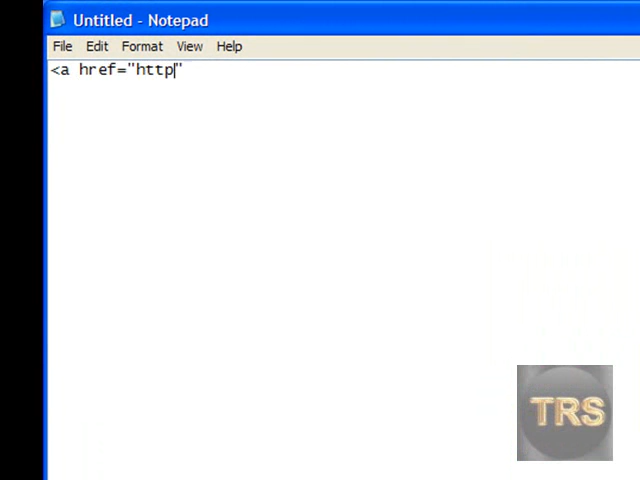 Untitled - Notepad
File Edit Format View Help
<a href="http"
TRS